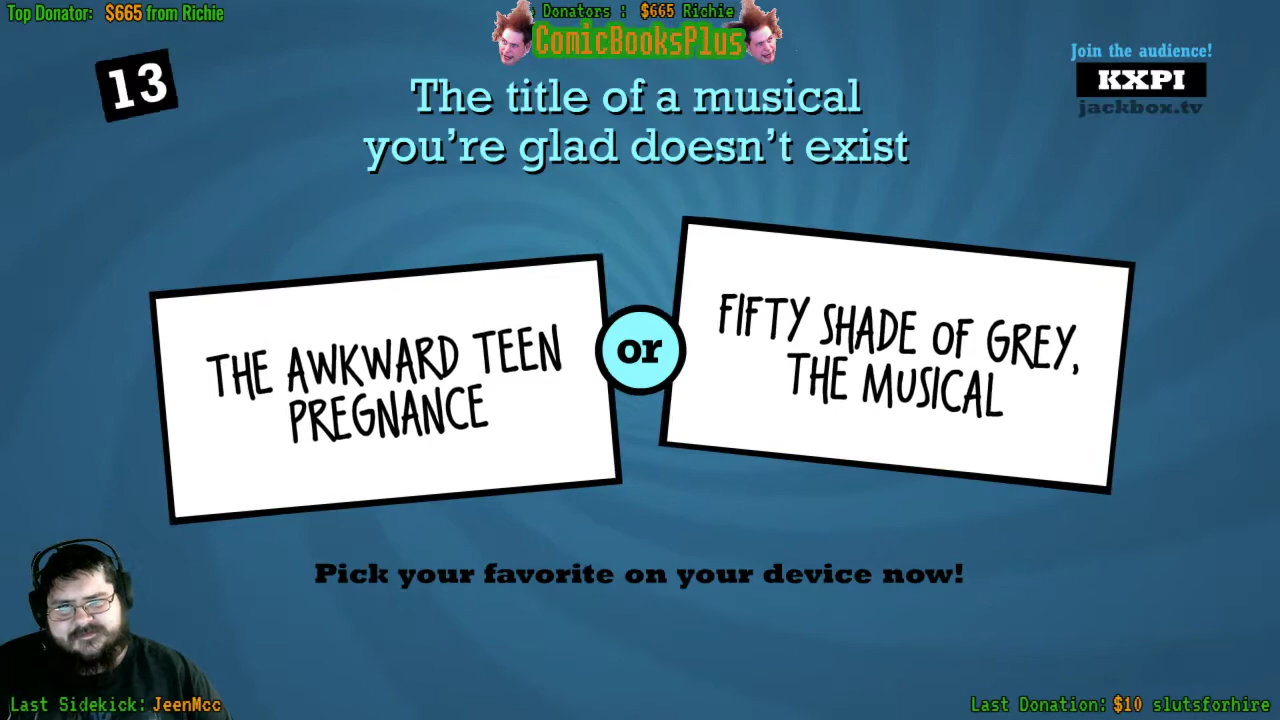 Top Donator: $665 from Richie
Donators : $665 Richie
ComicBooksPlus
Join the audience!
KXPI
jackbox.tv
13
The title of a musical
you're glad doesn't exist
THE AWKWARD TEEN
PREGNANCE
or
FIFTY SHADE OF GREY,
THE MUSICAL
Pick your favorite on your device now!
Last Sidekick: JeenMcc
Last Donation: $10 slutsforhire